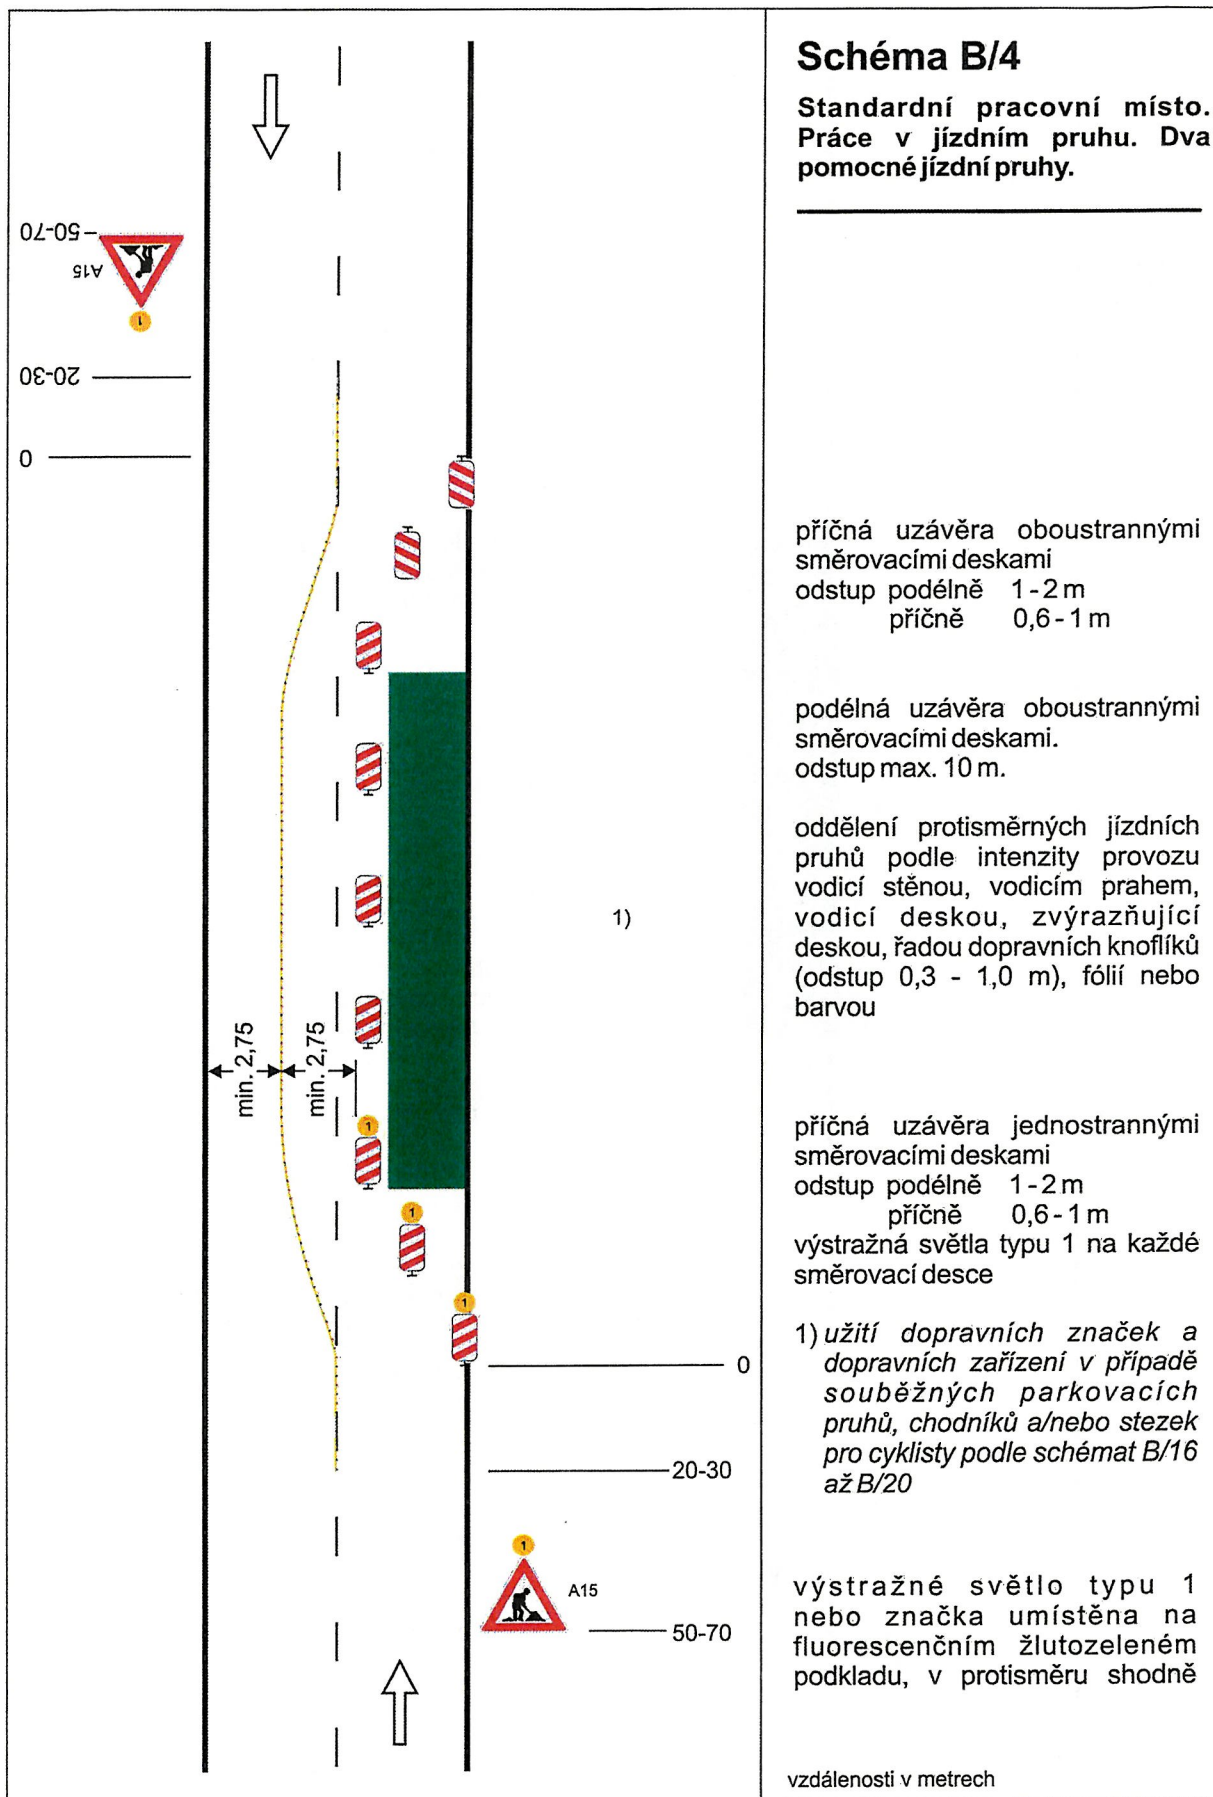 Schéma B/4
Standardní pracovní místo.
Práce v jízdním pruhu. Dva
pomocné jízdní pruhy.
50-70
A15
1
20-30
0
příčná uzávěra oboustrannými
směrovacími deskami
odstup podélně 1-2 m
příčně 0,6-1 m
podélná uzávěra oboustrannými
směrovacími deskami.
odstup max. 10 m.
oddělení protisměrných jízdních
pruhů podle intenzity provozu
vodicí stěnou, vodicím prahem,
vodicí deskou, zvýrazňující
deskou, řadou dopravních knoflíků
(odstup 0,3 - 1,0 m), fólií nebo
barvou
1)
min. 2,75
min. 2,75
1
1
1
příčná uzávěra jednostrannými
směrovacími deskami
odstup podélně 1-2 m
příčně 0,6-1 m
výstražná světla typu 1 na každé
směrovací desce
0
1) užití dopravních značek a
dopravních zařízení v případě
souběžných parkovacích
pruhů, chodníků a/nebo stezek
pro cyklisty podle schémat B/16
až B/20
20-30
1
A15
50-70
výstražné světlo typu 1
nebo značka umístěna na
fluorescenčním žlutozeleném
podkladu, v protisměru shodně
vzdálenosti v metrech